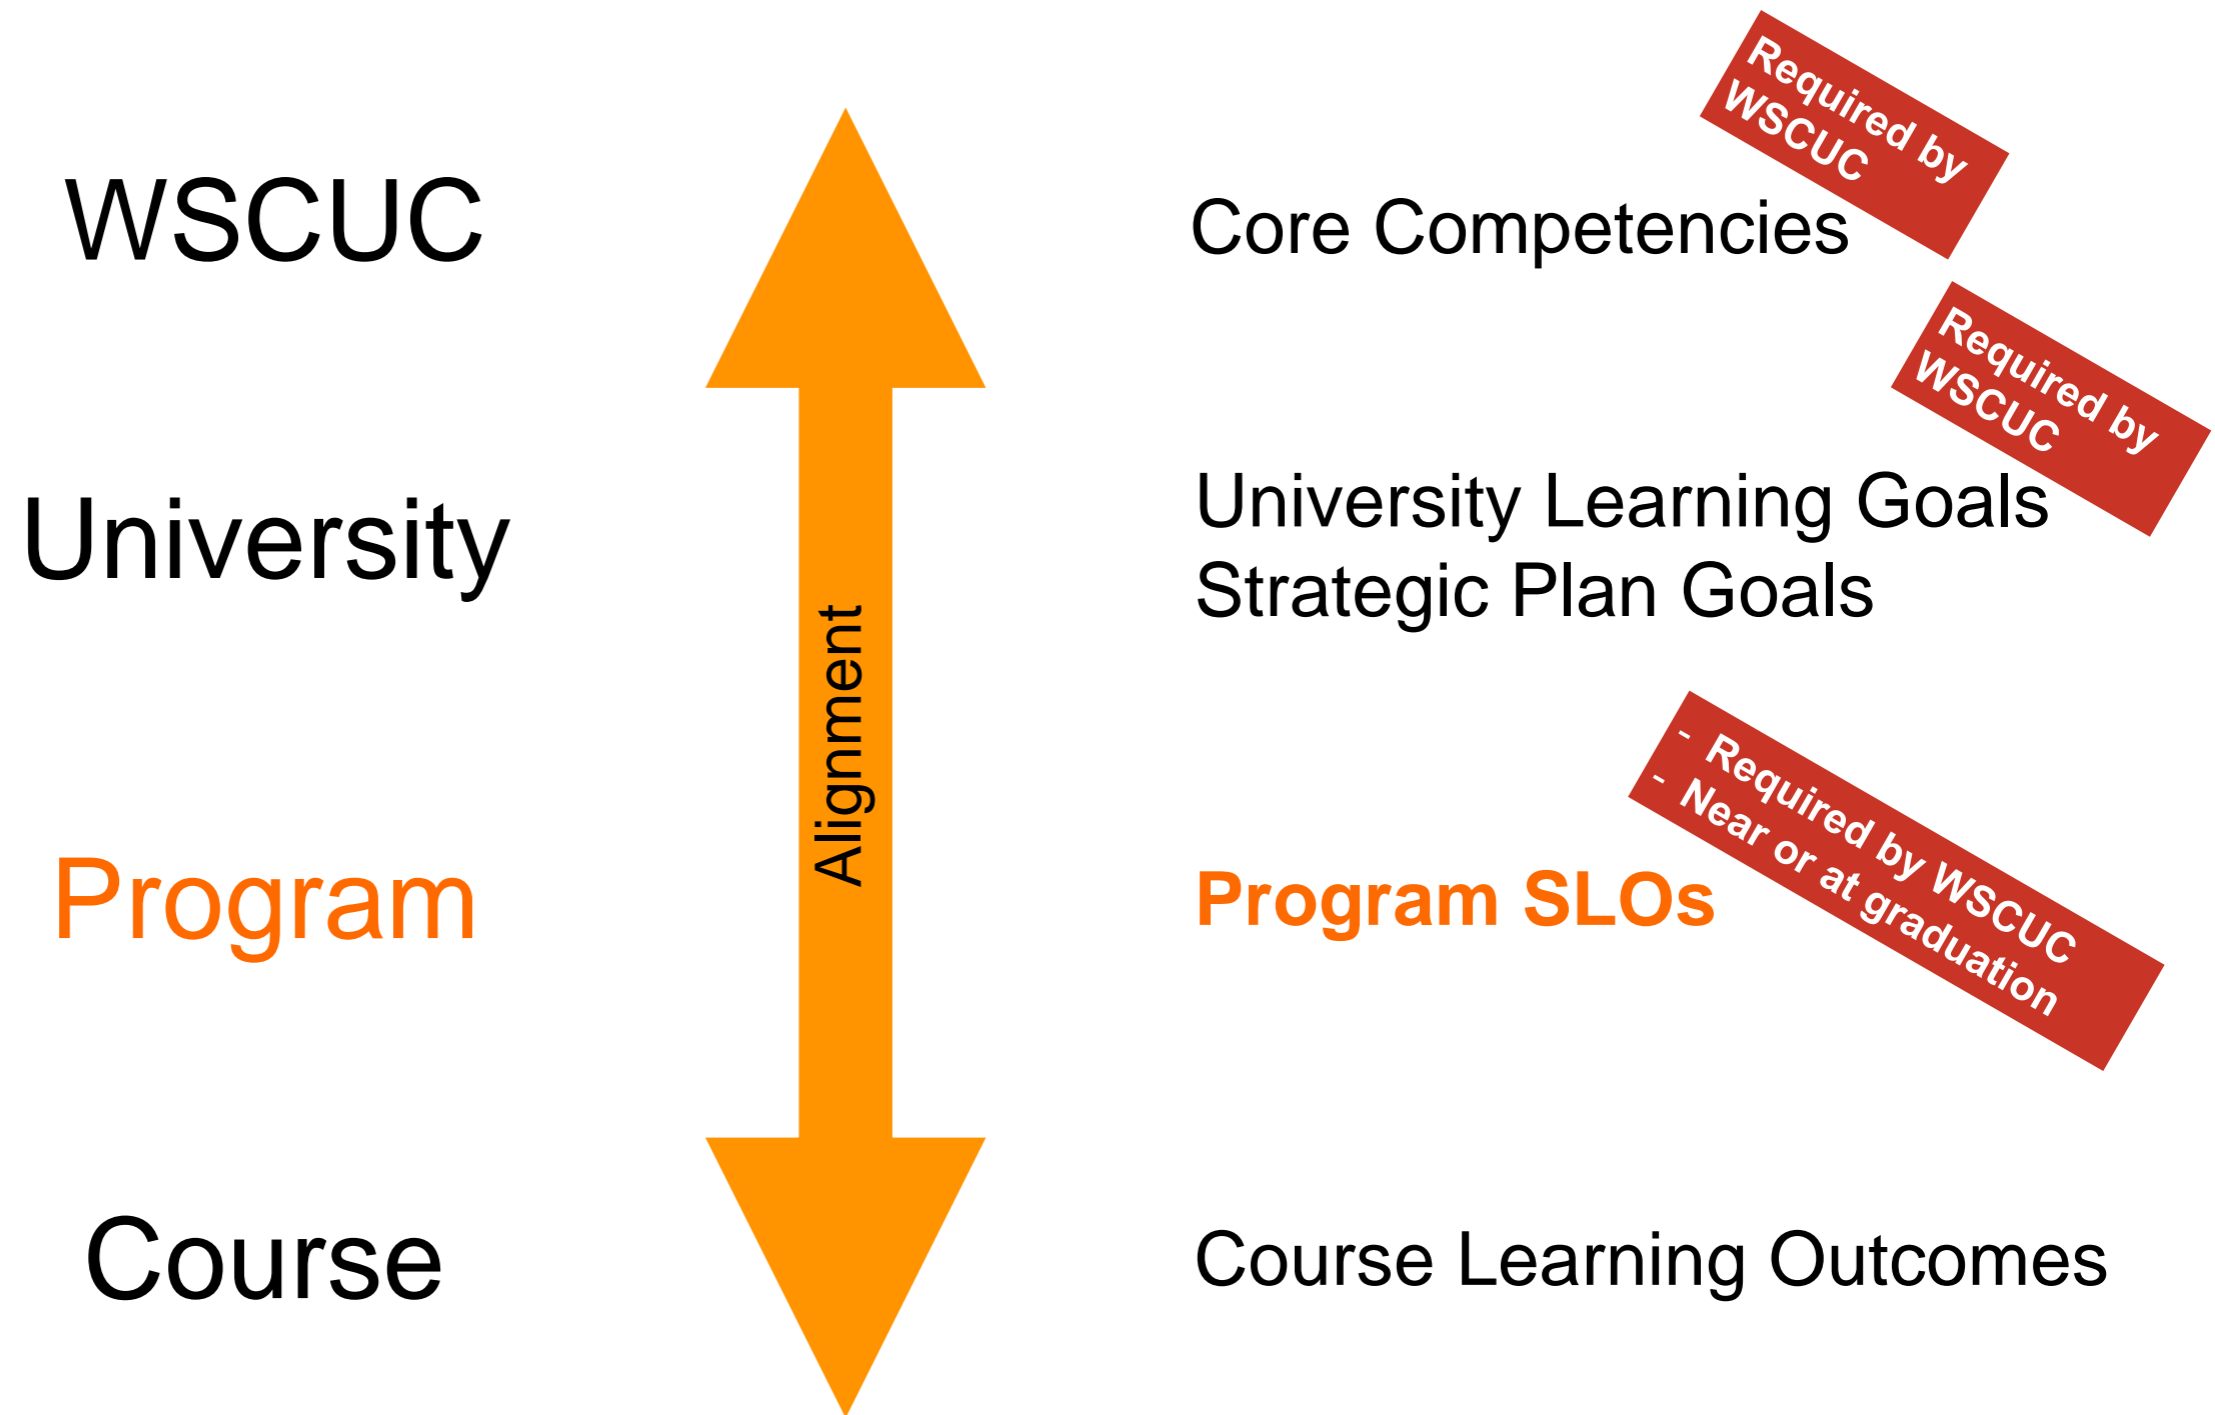 WSCUC
Core Competencies
Required by
WSCUC
University
University Learning Goals
Strategic Plan Goals
Required by
WSCUC
Alignment
Program
Program SLOs
- Required by WSCUC
- Near or at graduation
Course
Course Learning Outcomes